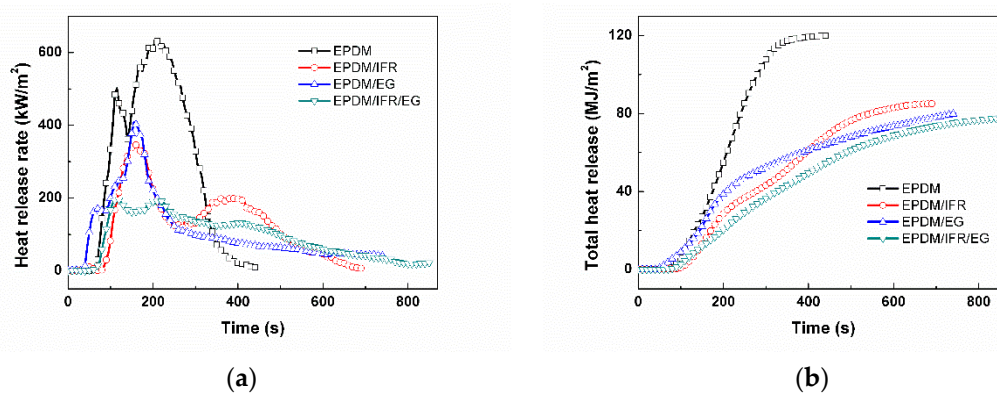 600
400
200
0
Heat release rate (kW/m²)
EPDM
EPDM/IFR
EPDM/EG
EPDM/IFR/EG
0 200 400 600 800
Time (s)
(a)
120
80
40
0
Total heat release (MJ/m²)
EPDM
EPDM/IFR
EPDM/EG
EPDM/IFR/EG
0 200 400 600 800
Time (s)
(b)